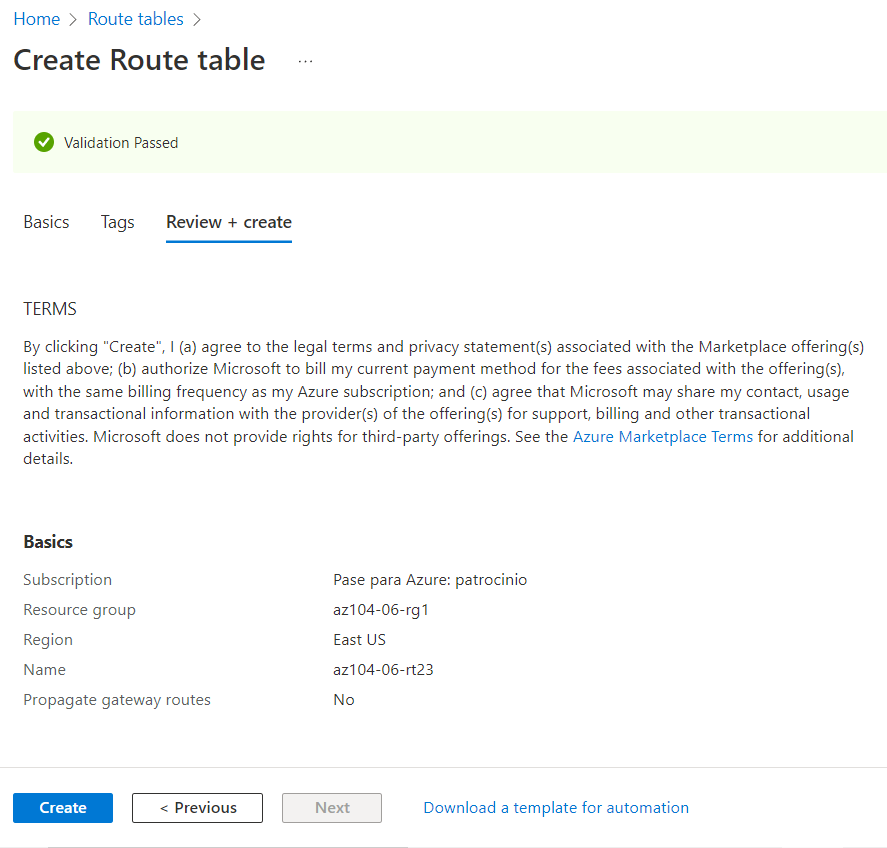 Home > Route tables >
Create Route table ...
Validation Passed
Basics Tags Review + create
TERMS
By clicking "Create", I (a) agree to the legal terms and privacy statement(s) associated with the Marketplace offering(s)
listed above; (b) authorize Microsoft to bill my current payment method for the fees associated with the offering(s),
with the same billing frequency as my Azure subscription; and (c) agree that Microsoft may share my contact, usage
and transactional information with the provider(s) of the offering(s) for support, billing and other transactional
activities. Microsoft does not provide rights for third-party offerings. See the Azure Marketplace Terms for additional
details.
Basics
Subscription Pase para Azure: patrocinio
Resource group az104-06-rg1
Region East US
Name az104-06-rt23
Propagate gateway routes No
Create < Previous Next Download a template for automation